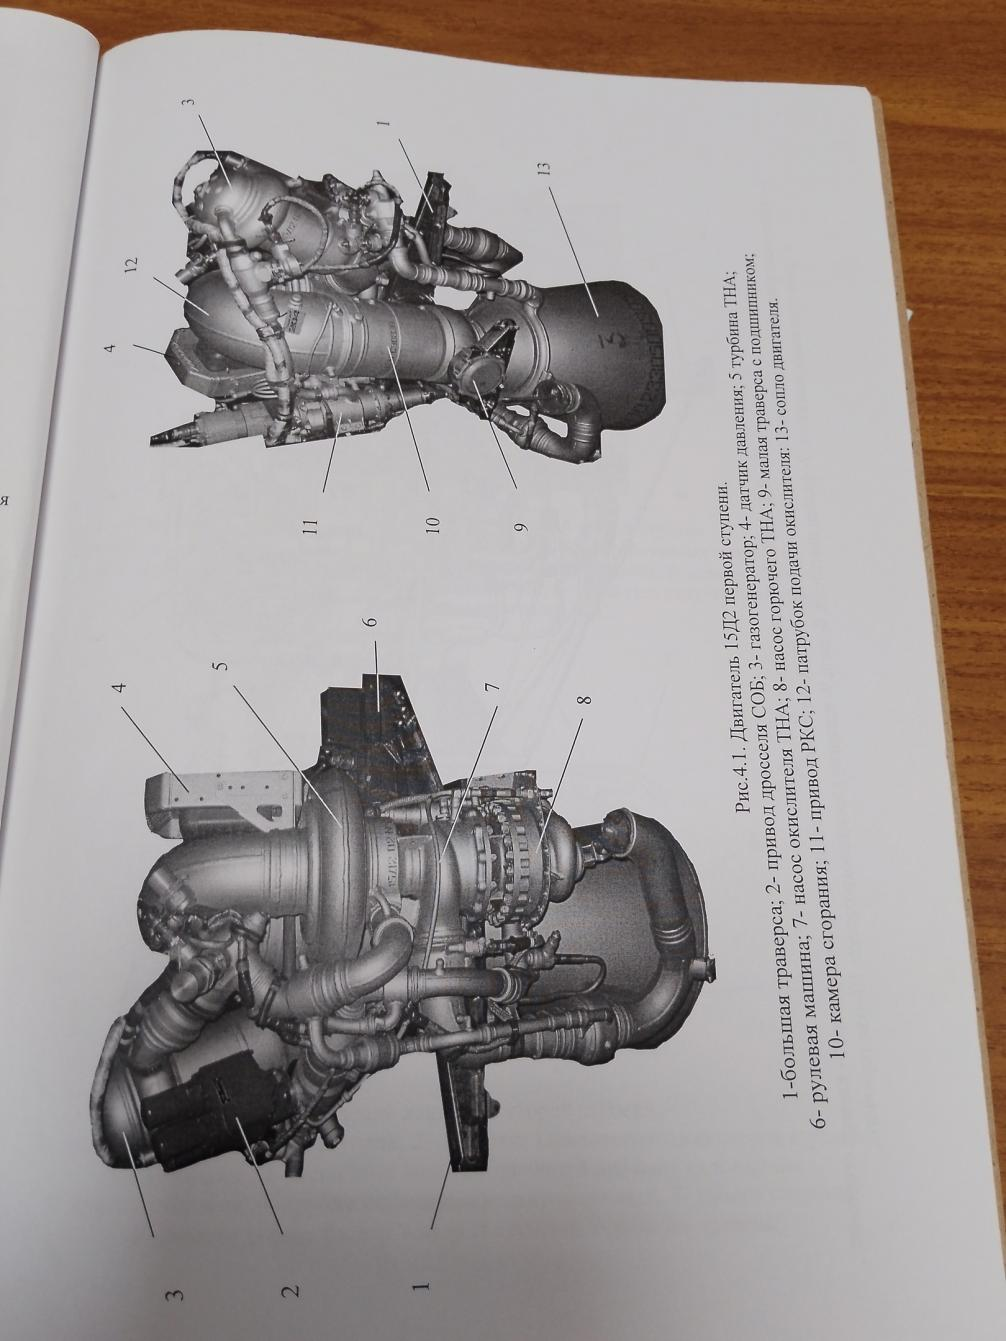 3
2
1
4
5
6
7
8
11
10
9
4
12
3
1
13
15Д2
Рис.4.1. Двигатель 15Д2 первой ступени.
1-большая траверса; 2- привод дросселя СОБ; 3- газогенератор; 4- датчик давления; 5 турбина ТНА;
6- рулевая машина; 7- насос окислителя ТНА; 8- насос горючего ТНА; 9- малая траверса с подшипником;
10- камера сгорания; 11- привод РКС; 12- патрубок подачи окислителя: 13- сопло двигателя.
я